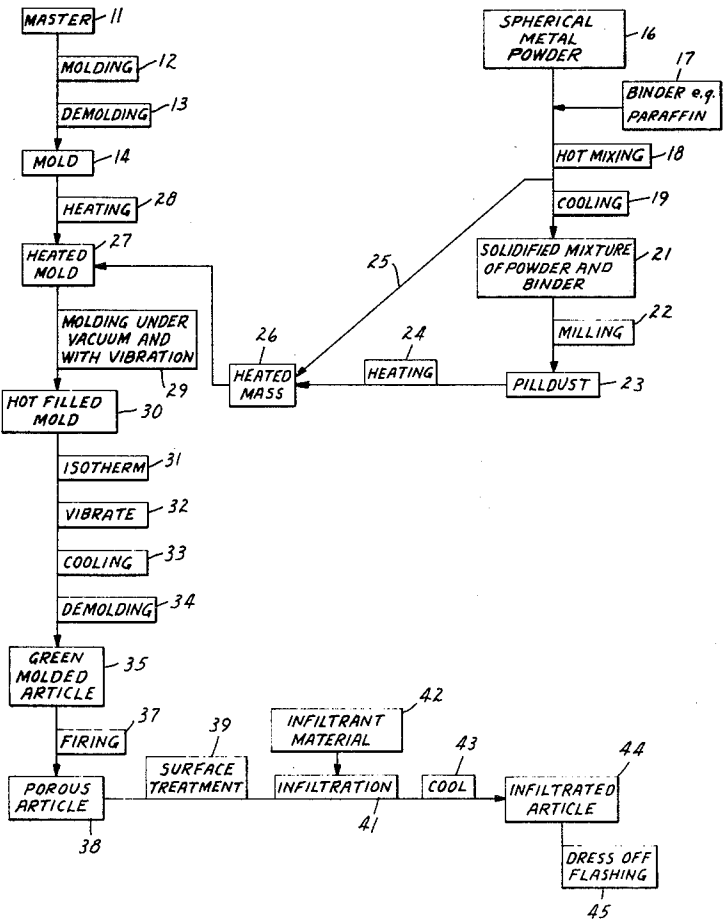 MASTER 11
MOLDING 12
DEMOLDING 13
MOLD 14
HEATING 28
27
HEATED
MOLD
MOLDING UNDER
VACUUM AND
WITH VIBRATION
29
HOT FILLED
MOLD
30
ISOTHERM 31
VIBRATE 32
COOLING 33
DEMOLDING 34
GREEN
MOLDED
ARTICLE
35
37
FIRING
POROUS
ARTICLE
38
SPHERICAL
METAL
POWDER
16
17
BINDER e.g.
PARAFFIN
HOT MIXING 18
COOLING 19
SOLIDIFIED MIXTURE
OF POWDER AND
BINDER
21
MILLING 22
PILLDUST 23
24
HEATING
25
26
HEATED
MASS
39
SURFACE
TREATMENT
42
INFILTRANT
MATERIAL
INFILTRATION
41
43
COOL
44
INFILTRATED
ARTICLE
DRESS OFF
FLASHING
45